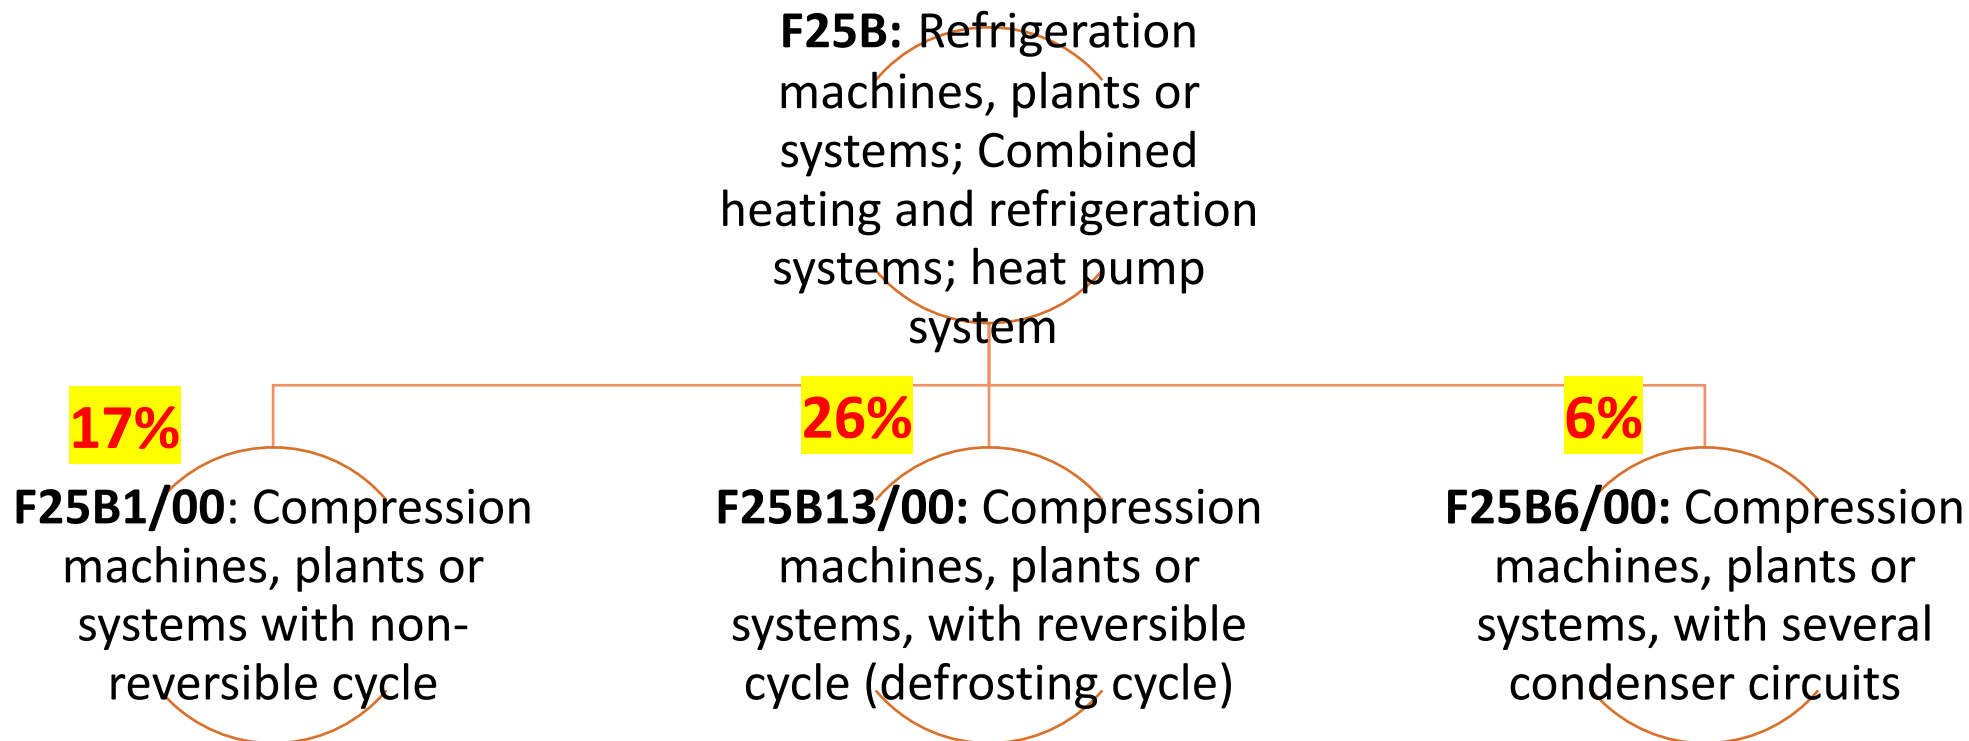 F25B: Refrigeration
machines, plants or
systems; Combined
heating and refrigeration
systems; heat pump
system
17%
26%
6%
F25B1/00: Compression
machines, plants or
systems with non-
reversible cycle
F25B13/00: Compression
machines, plants or
systems, with reversible
cycle (defrosting cycle)
F25B6/00: Compression
machines, plants or
systems, with several
condenser circuits